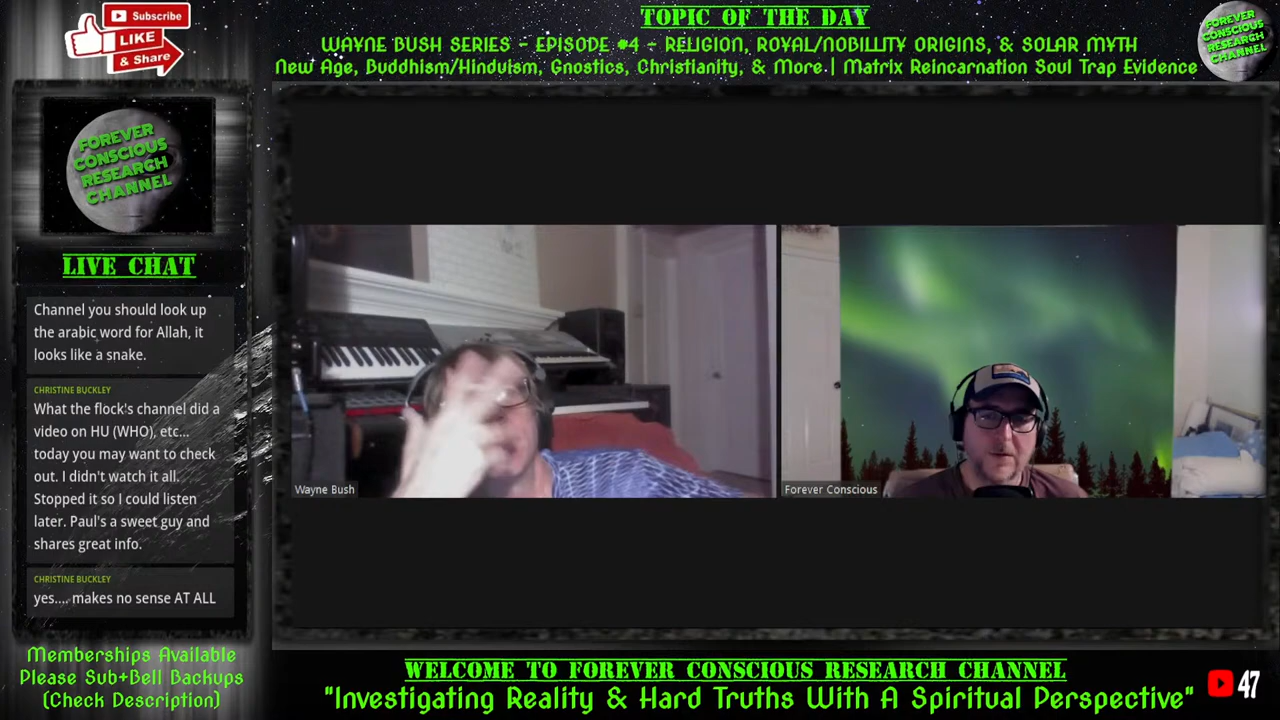 Subscribe
LIKE
& Share
TOPIC OF THE DAY
WAYNE BUSH SERIES - EPISODE #4 - RELIGION, ROYAL/NOBILLITY ORIGINS, & SOLAR MYTH
New Age, Buddhism/Hinduism, Gnostics, Christianity, & More | Matrix Reincarnation Soul Trap Evidence
FOREVER
CONSCIOUS
RESEARCH
CHANNEL
FOREVER
CONSCIOUS
RESEARCH
CHANNEL
LIVE CHAT
Channel you should look up
the arabic word for Allah, it
looks like a snake.
CHRISTINE BUCKLEY
What the flock's channel did a
video on HU (WHO), etc...
today you may want to check
out. I didn't watch it all.
Stopped it so I could listen
later. Paul's a sweet guy and
shares great info.
CHRISTINE BUCKLEY
yes.... makes no sense AT ALL
Wayne Bush
Forever Conscious
Memberships Available
Please Sub+Bell Backups
(Check Description)
WELCOME TO FOREVER CONSCIOUS RESEARCH CHANNEL
"Investigating Reality & Hard Truths With A Spiritual Perspective"
47